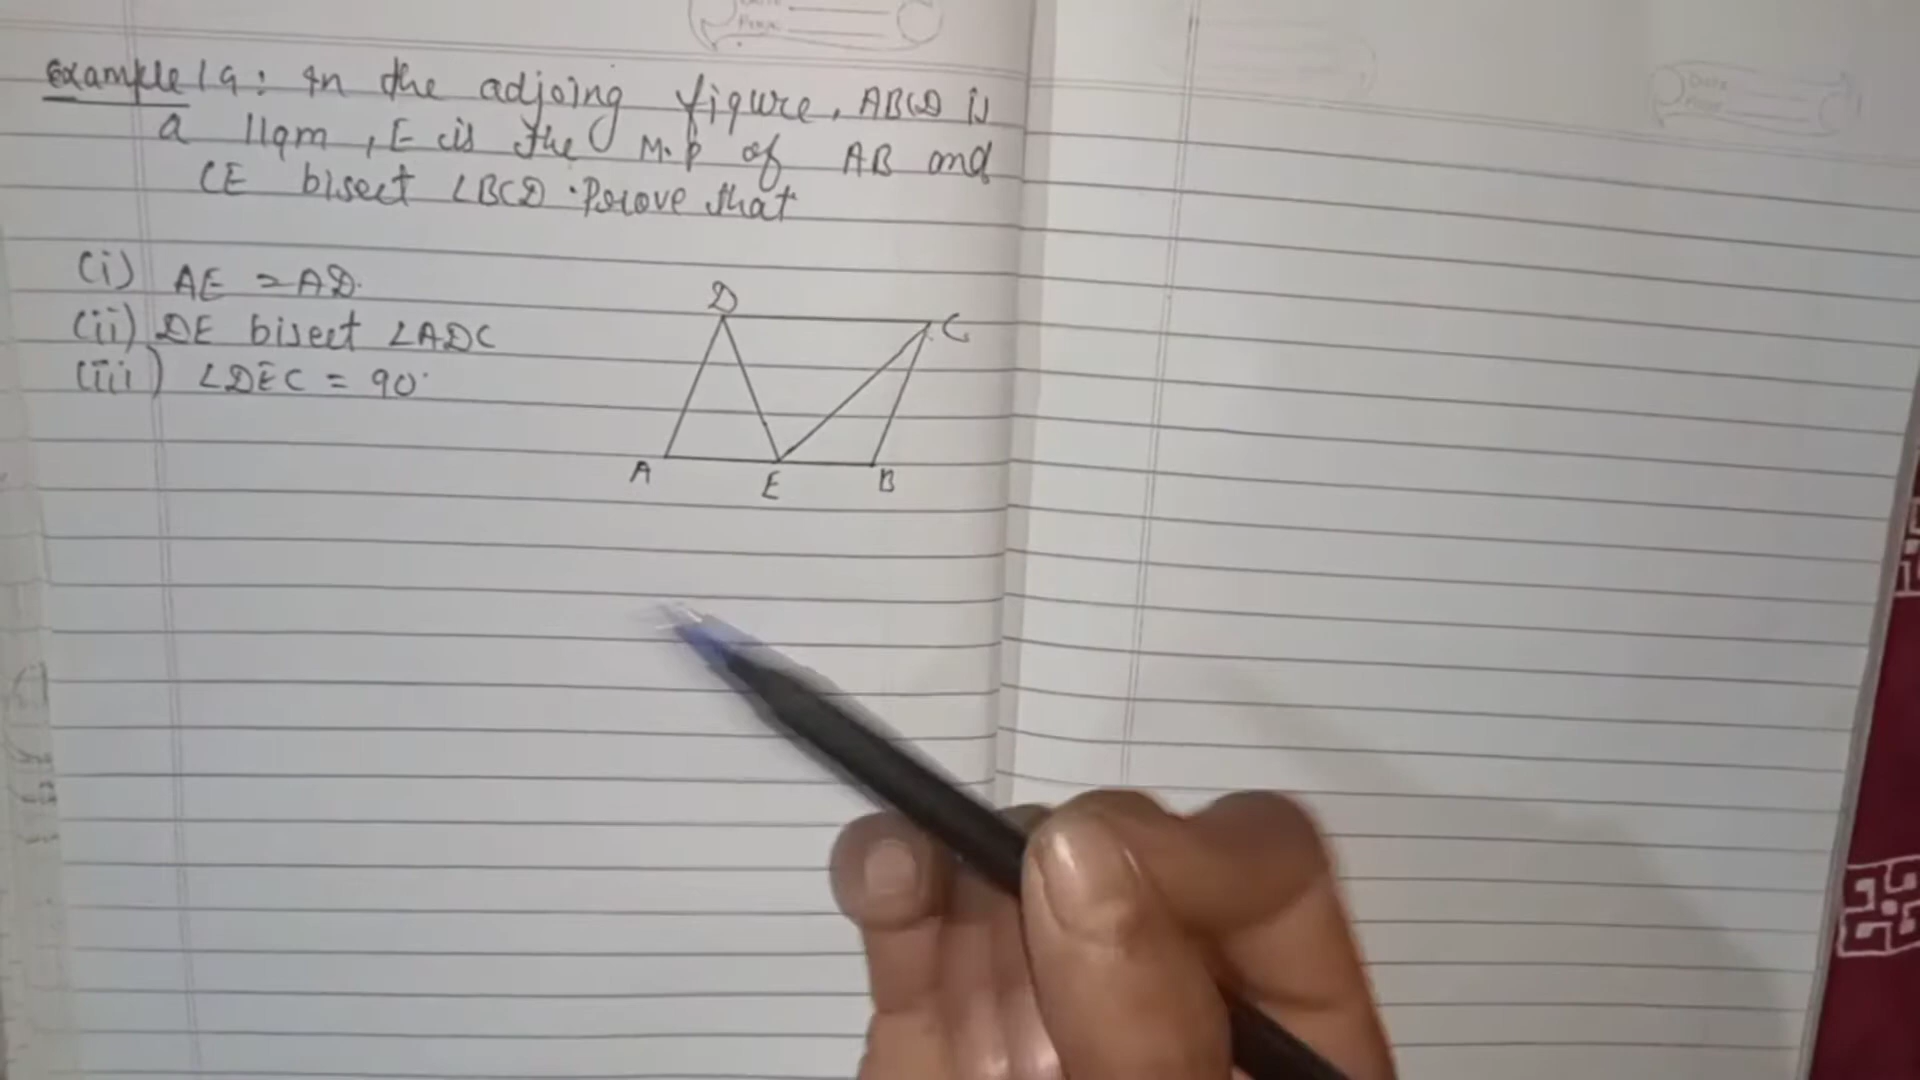 Example 19: In the adjoing figure, ABCD is
a llgm, E is the M.p of AB and
CE bisect ∠BCD. Prove that
(i) AE = AD.
(ii) DE bisect ∠ADC
(iii) ∠DEC = 90°
D
C
A
E
B